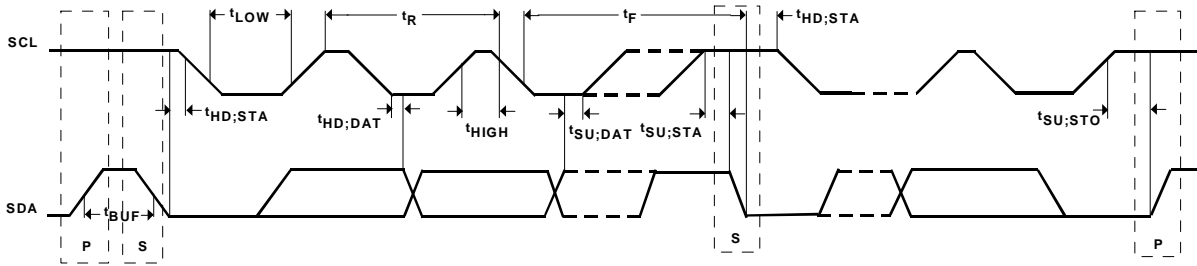 tLOW tR tF tHD;STA
SCL
tHD;STA tHD;DAT tHIGH tSU;DAT tSU;STA tSU;STO
SDA
tBUF
P S S P